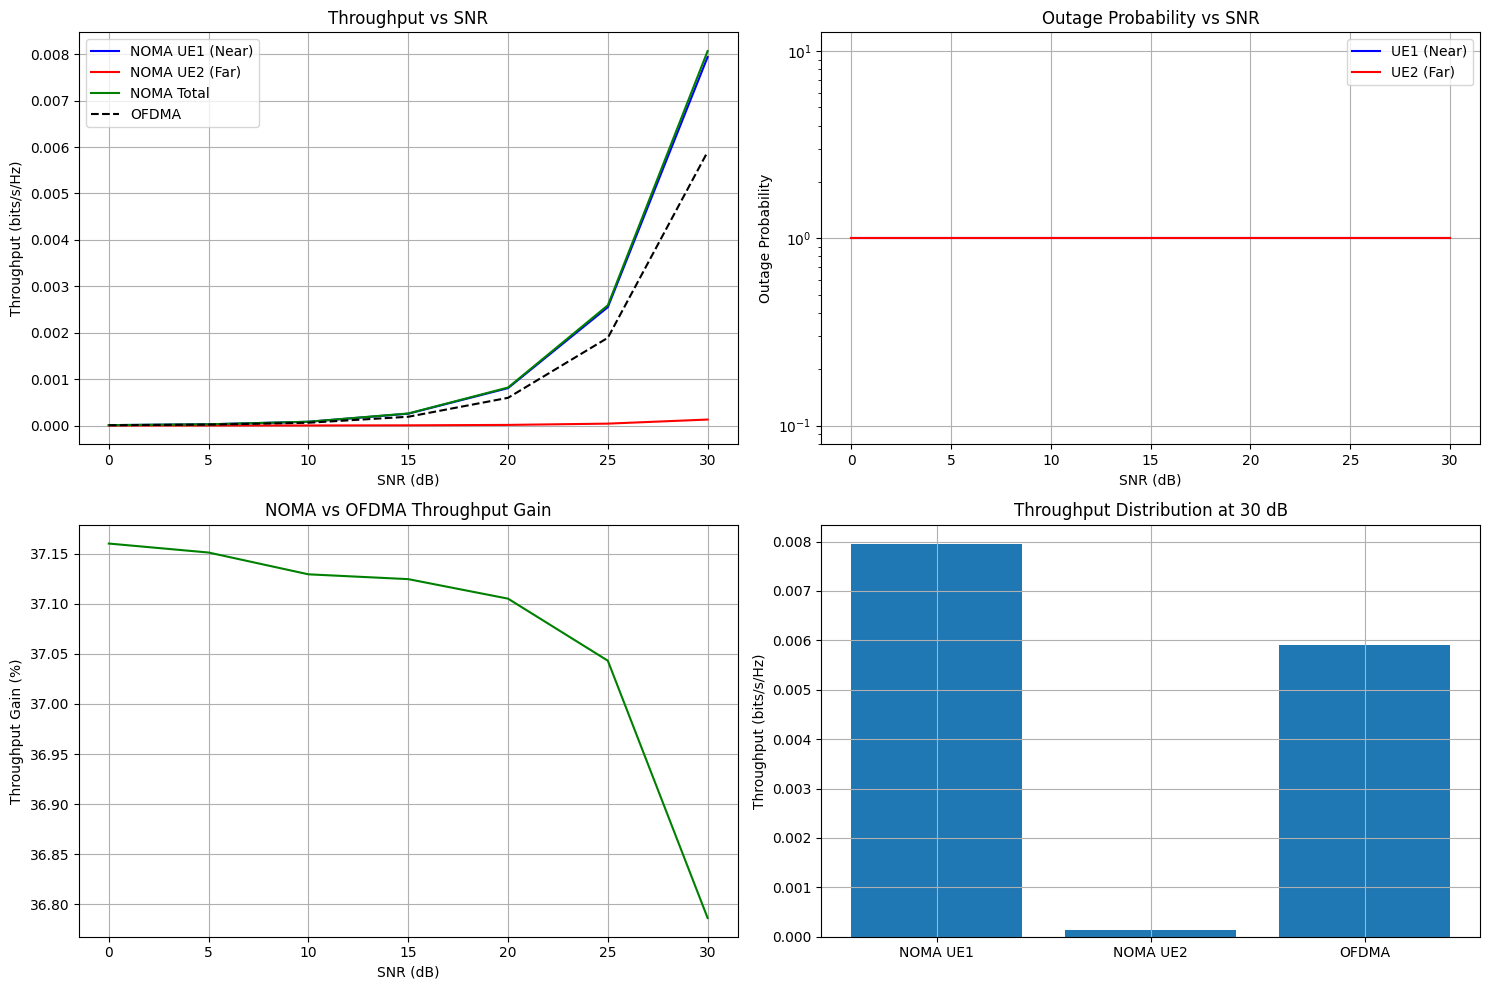 Throughput vs SNR
NOMA UE1 (Near)
NOMA UE2 (Far)
NOMA Total
OFDMA
Throughput (bits/s/Hz)
0.008
0.007
0.006
0.005
0.004
0.003
0.002
0.001
0.000
0 5 10 15 20 25 30
SNR (dB)
Outage Probability vs SNR
UE1 (Near)
UE2 (Far)
Outage Probability
10¹
10⁰
10⁻¹
0 5 10 15 20 25 30
SNR (dB)
NOMA vs OFDMA Throughput Gain
Throughput Gain (%)
37.15
37.10
37.05
37.00
36.95
36.90
36.85
36.80
0 5 10 15 20 25 30
SNR (dB)
Throughput Distribution at 30 dB
Throughput (bits/s/Hz)
0.008
0.007
0.006
0.005
0.004
0.003
0.002
0.001
0.000
NOMA UE1 NOMA UE2 OFDMA